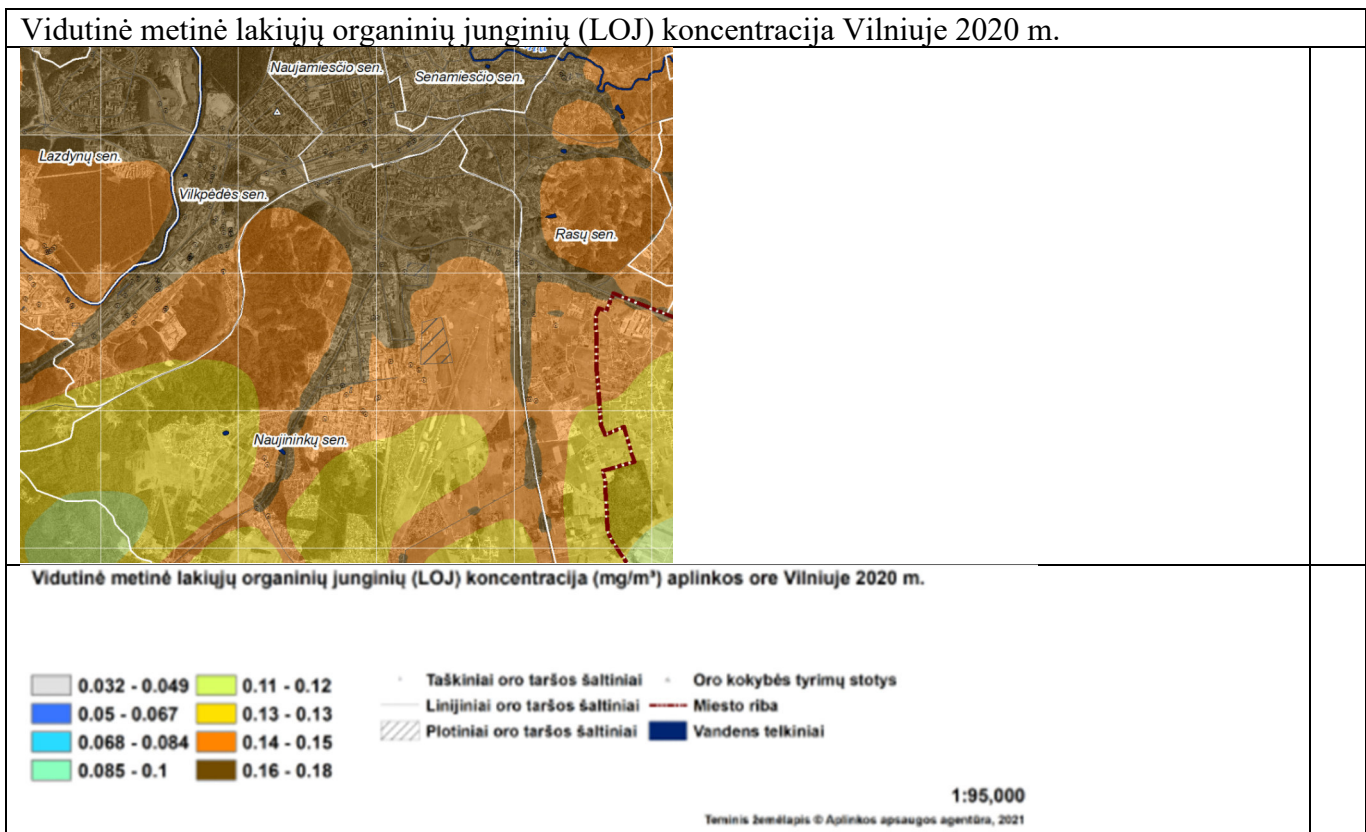 Vidutinė metinė lakiųjų organinių junginių (LOJ) koncentracija Vilniuje 2020 m.
Naujamiesčio sen.
Senamiesčio sen.
Lazdynų sen.
Vilkpėdės sen.
Rasų sen.
Naujininkų sen.
Vidutinė metinė lakiųjų organinių junginių (LOJ) koncentracija (mg/m³) aplinkos ore Vilniuje 2020 m.
0.032 - 0.049 0.11 - 0.12 Taškiniai oro taršos šaltiniai Oro kokybės tyrimų stotys
0.05 - 0.067 0.13 - 0.13 Linijiniai oro taršos šaltiniai Miesto riba
0.068 - 0.084 0.14 - 0.15 Plotiniai oro taršos šaltiniai Vandens telkiniai
0.085 - 0.1 0.16 - 0.18
1:95,000
Teminis žemėlapis © Aplinkos apsaugos agentūra, 2021